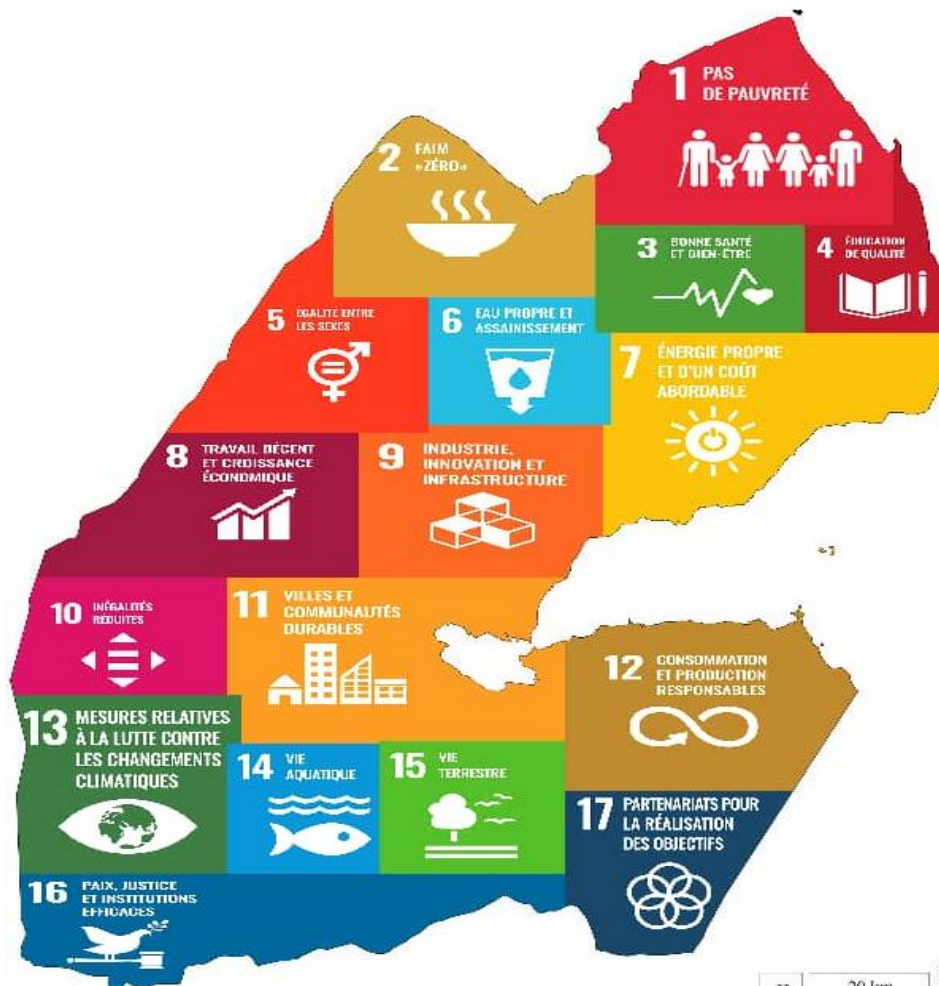 1 PAS
DE PAUVRETÉ
2 FAIM
«ZÉRO»
3 BONNE SANTÉ
ET BIEN-ÊTRE
4 ÉDUCATION
DE QUALITÉ
5 ÉGALITÉ ENTRE
LES SEXES
6 EAU PROPRE ET
ASSAINISSEMENT
7 ÉNERGIE PROPRE
ET D'UN COÛT
ABORDABLE
8 TRAVAIL DÉCENT
ET CROISSANCE
ÉCONOMIQUE
9 INDUSTRIE,
INNOVATION ET
INFRASTRUCTURE
10 INÉGALITÉS
RÉDUITES
11 VILLES ET
COMMUNAUTÉS
DURABLES
12 CONSOMMATION
ET PRODUCTION
RESPONSABLES
13 MESURES RELATIVES
À LA LUTTE CONTRE
LES CHANGEMENTS
CLIMATIQUES
14 VIE
AQUATIQUE
15 VIE
TERRESTRE
16 PAIX, JUSTICE
ET INSTITUTIONS
EFFICACES
17 PARTENARIATS POUR
LA RÉALISATION
DES OBJECTIFS
20 km